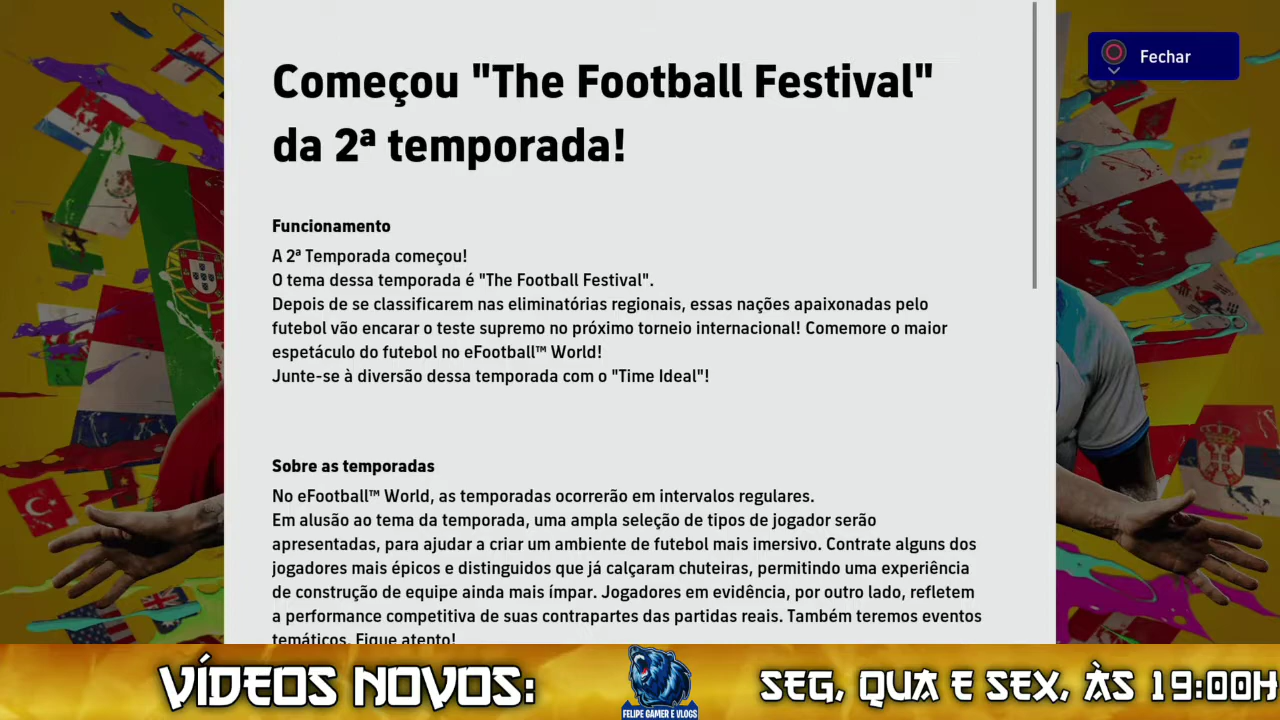 Começou "The Football Festival"
da 2ª temporada!
Fechar
Funcionamento
A 2ª Temporada começou!
O tema dessa temporada é "The Football Festival".
Depois de se classificarem nas eliminatórias regionais, essas nações apaixonadas pelo
futebol vão encarar o teste supremo no próximo torneio internacional! Comemore o maior
espetáculo do futebol no eFootball™ World!
Junte-se à diversão dessa temporada com o "Time Ideal"!
Sobre as temporadas
No eFootball™ World, as temporadas ocorrerão em intervalos regulares.
Em alusão ao tema da temporada, uma ampla seleção de tipos de jogador serão
apresentadas, para ajudar a criar um ambiente de futebol mais imersivo. Contrate alguns dos
jogadores mais épicos e distinguidos que já calçaram chuteiras, permitindo uma experiência
de construção de equipe ainda mais ímpar. Jogadores em evidência, por outro lado, refletem
a performance competitiva de suas contrapartes das partidas reais. Também teremos eventos
temáticos. Fique atento!
VÍDEOS NOVOS:
FELIPE GAMER E VLOGS
SEG, QUA E SEX, ÀS 19:00H